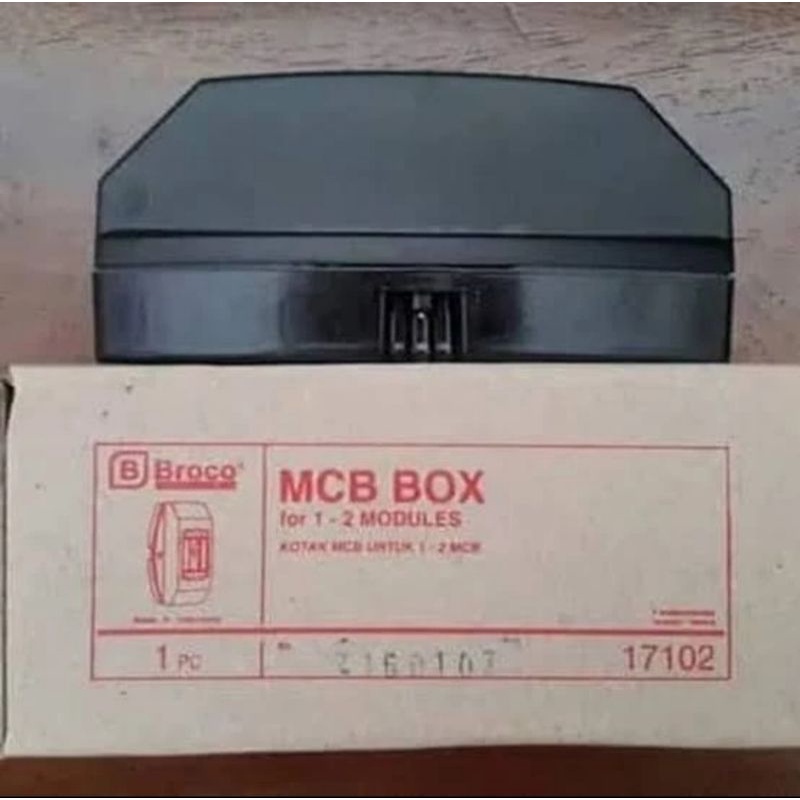 B Broco®
MCB BOX
for 1 - 2 MODULES
KOTAK MCB UNTUK 1 - 2 MCB
1 PC
17102